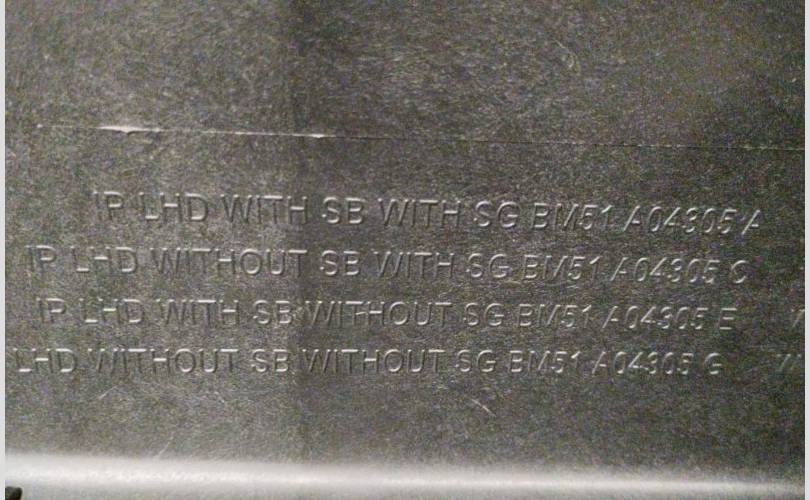 IP LHD WITH SB WITH SG BM51 A04305 A
IP LHD WITHOUT SB WITH SG BM51 A04305 C
IP LHD WITH SB WITHOUT SG BM51 A04305 E
LHD WITHOUT SB WITHOUT SG BM51 A04305 G